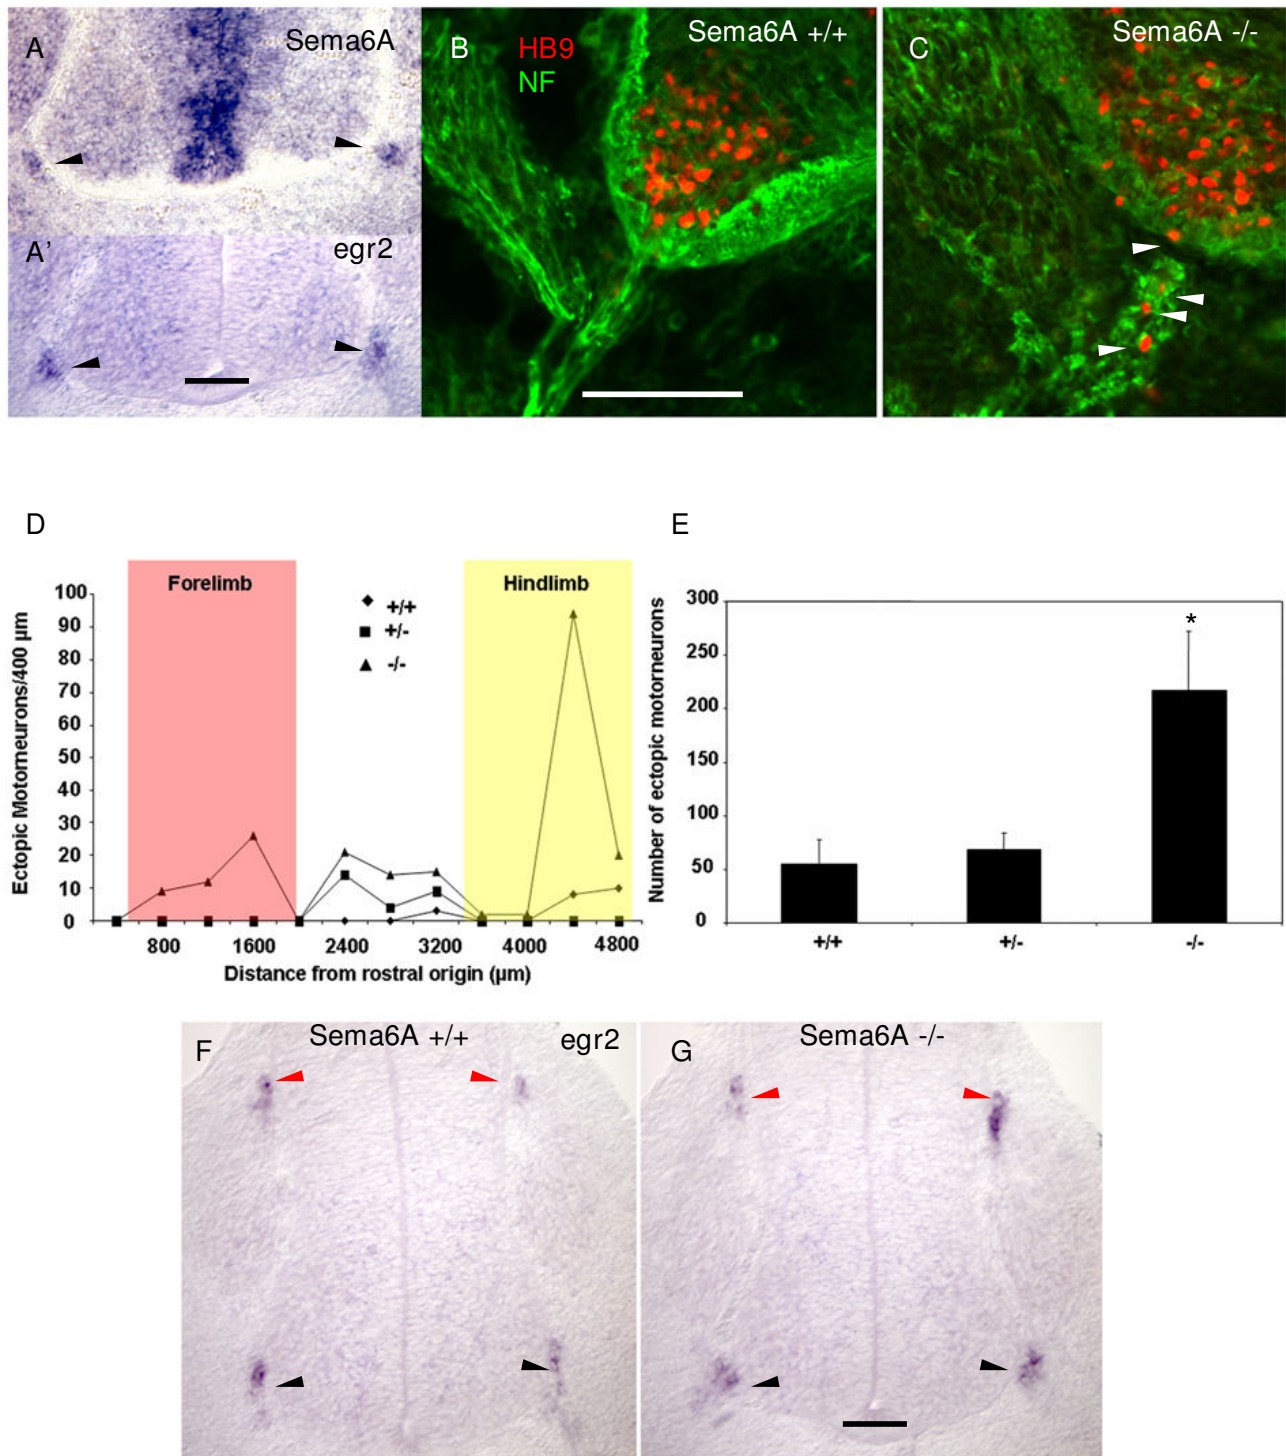 A
Sema6A
A'
egr2
B
HB9
NF
Sema6A +/+
C
Sema6A -/-
D
Forelimb
Hindlimb
+/+
+/-
-/-
100
90
80
70
60
50
40
30
20
10
0
800
1600
2400
3200
4000
4800
Ectopic Motorneurons/400 µm
Distance from rostral origin (µm)
E
300
250
200
150
100
50
0
*
+/+
+/-
-/-
Number of ectopic motorneurons
F
Sema6A +/+
egr2
G
Sema6A -/-